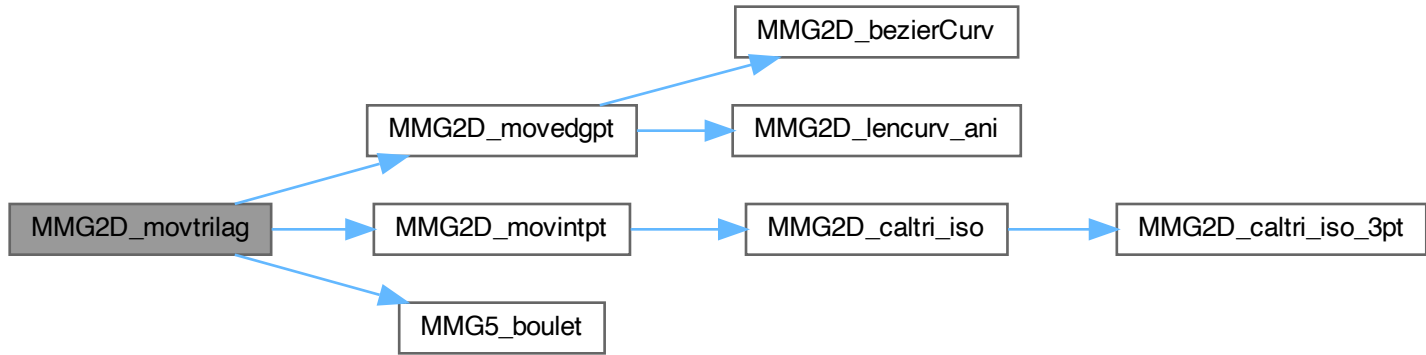 MMG2D_bezierCurv
MMG2D_movedgpt
MMG2D_lencurv_ani
MMG2D_movtrilag
MMG2D_movintpt
MMG2D_caltri_iso
MMG2D_caltri_iso_3pt
MMG5_boulet